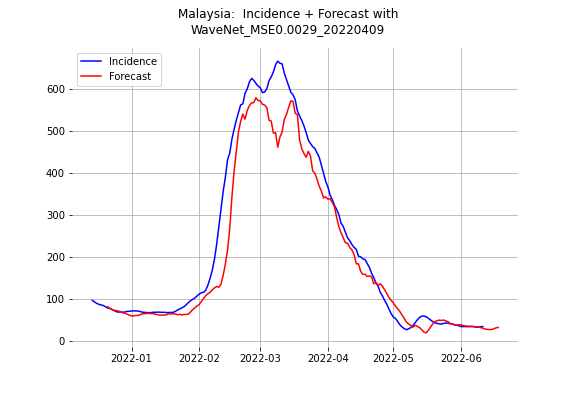 Malaysia:  Incidence + Forecast with
WaveNet_MSE0.0029_20220409
Incidence
Forecast
600
500
400
300
200
100
0
2022-01 2022-02 2022-03 2022-04 2022-05 2022-06